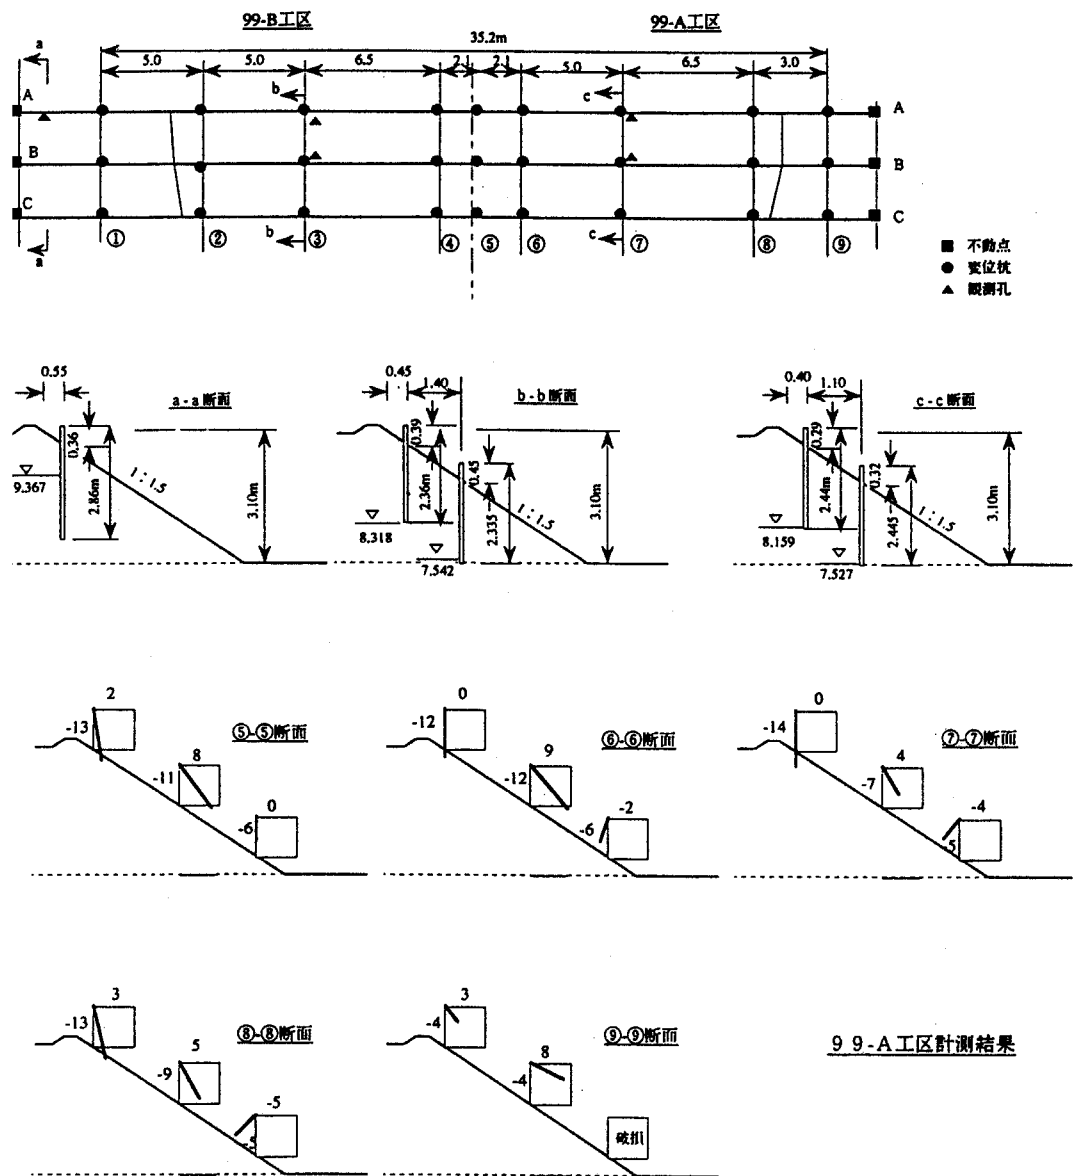 99-B工区 99-A工区
35.2m
5.0 5.0 6.5 2.1 2.1 5.0 6.5 3.0
a
b c
A A
B B
C C
① ② ③ ④ ⑤ ⑥ ⑦ ⑧ ⑨
b c
a
■ 不動点
● 変位杭
▲ 観測孔
0.55
a - a 断面
0.36
2.86m
9.367
1:1.5
3.10m
0.45 1.40
b - b 断面
0.39
2.36m
0.45
2.335
8.318
7.542
1:1.5
3.10m
0.40 1.10
c - c 断面
0.29
2.44m
0.32
2.445
8.159
7.527
1:1.5
3.10m
⑤-⑤断面
2
-13
8
-11
0
-6
⑥-⑥断面
0
-12
9
-12
-2
-6
⑦-⑦断面
0
-14
4
-7
-4
-5
⑧-⑧断面
3
-13
5
-9
-5
-5
⑨-⑨断面
3
-4
8
-4
破損
９９-A工区計測結果